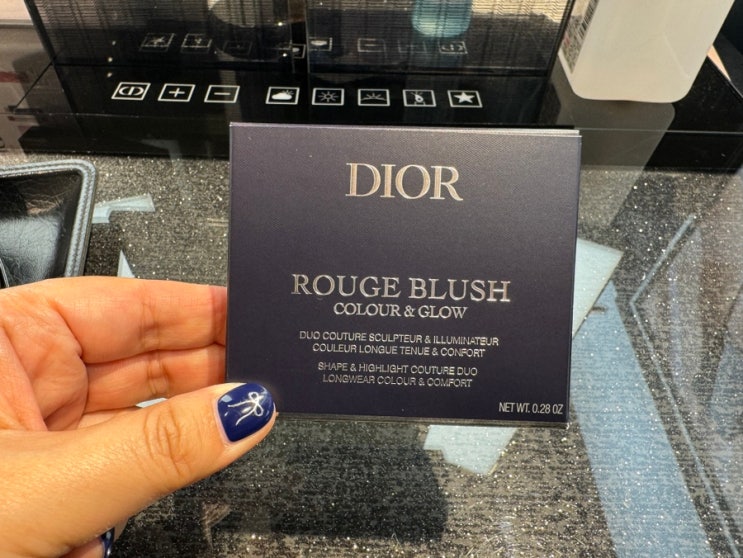 DIOR
ROUGE BLUSH
COLOUR & GLOW
DUO COUTURE SCULPTEUR & ILLUMINATEUR
COULEUR LONGUE TENUE & CONFORT
SHAPE & HIGHLIGHT COUTURE DUO
LONGWEAR COLOUR & COMFORT
NET WT. 0.28 OZ